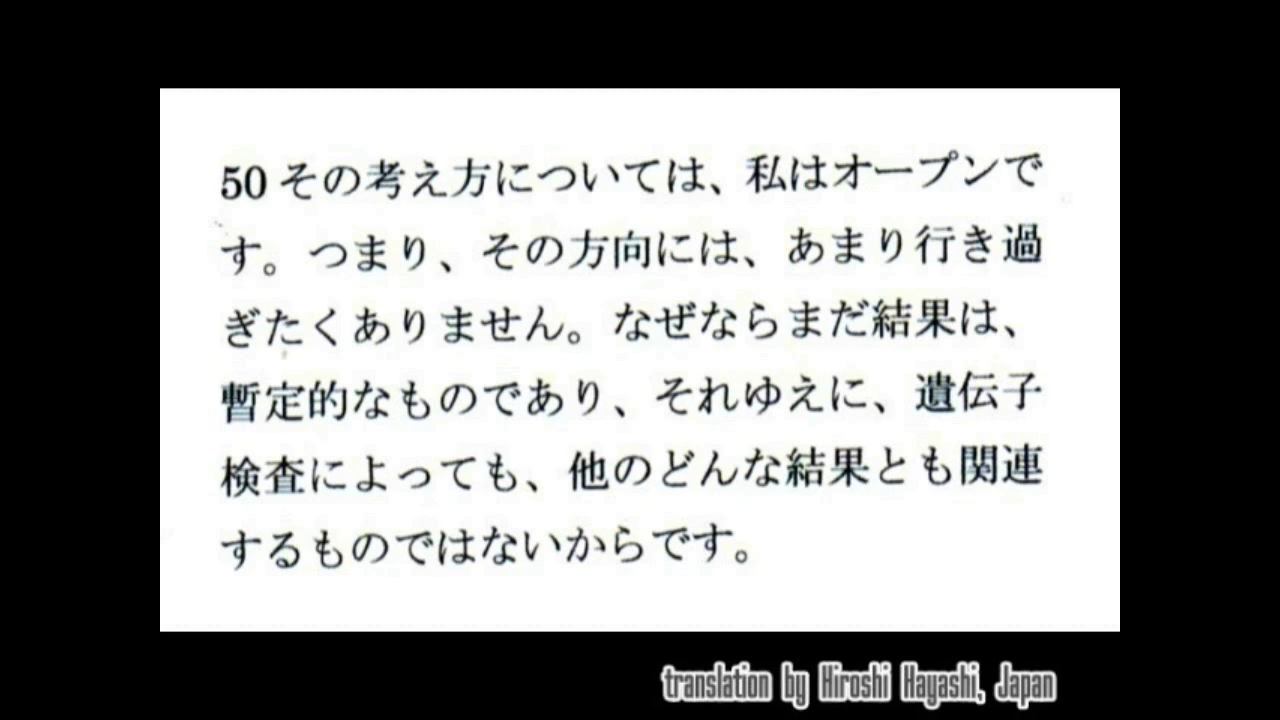 50 その考え方については、私はオープンで
す。つまり、その方向には、あまり行き過
ぎたくありません。なぜならまだ結果は、
暫定的なものであり、それゆえに、遺伝子
検査によっても、他のどんな結果とも関連
するものではないからです。
translation by Hiroshi Hayashi, Japan